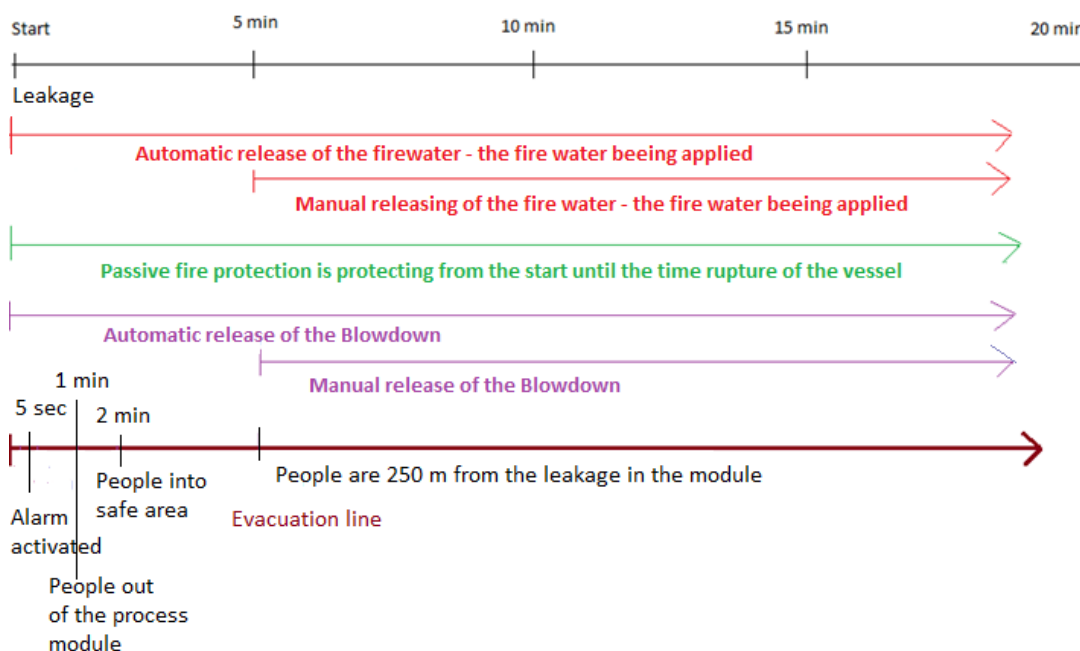 Start
5 min
10 min
15 min
20 min
Leakage
Automatic release of the firewater - the fire water beeing applied
Manual releasing of the fire water - the fire water beeing applied
Passive fire protection is protecting from the start until the time rupture of the vessel
Automatic release of the Blowdown
Manual release of the Blowdown
1 min
5 sec
2 min
People are 250 m from the leakage in the module
People into
safe area
Evacuation line
Alarm
activated
People out
of the process
module